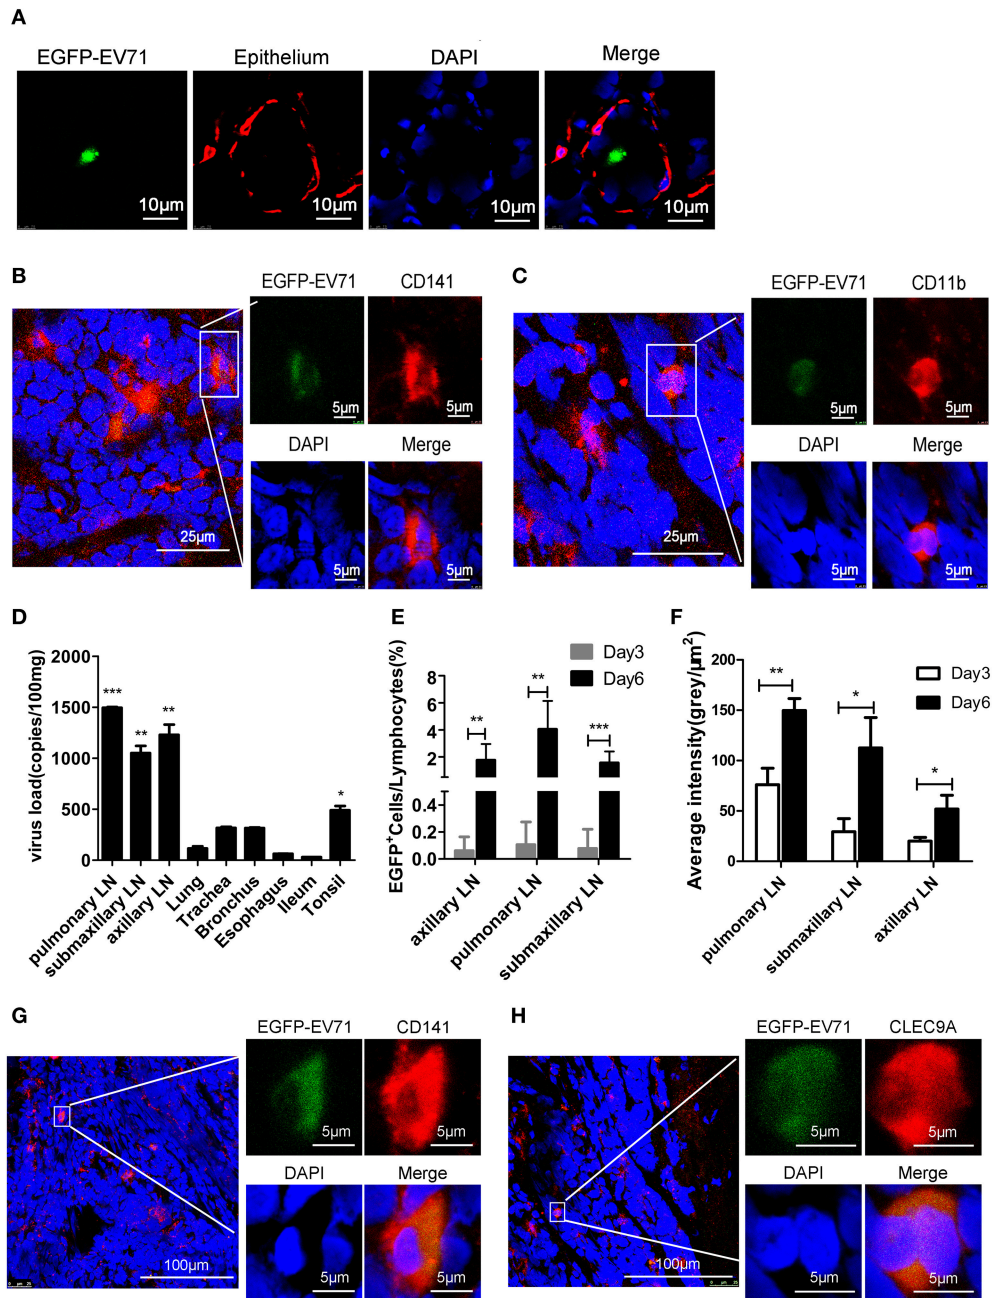 A
EGFP-EV71 Epithelium DAPI Merge
10μm 10μm 10μm 10μm
B
EGFP-EV71 CD141
5μm 5μm
DAPI Merge
25μm 5μm 5μm
C
EGFP-EV71 CD11b
5μm 5μm
DAPI Merge
25μm 5μm 5μm
D
virus load(copies/100mg)
2000
1500
1000
500
0
*** ** ** *
pulmonary LN
submaxillary LN
axillary LN
Lung
Trachea
Bronchus
Esophagus
Ileum
Tonsil
E
EGFP+Cells/Lymphocytes(%)
Day3
Day6
8
6
4
2
0.4
0.2
0.0
** ** ***
axillary LN
pulmonary LN
submaxillary LN
F
Average intensity(grey/μm2)
Day3
Day6
200
150
100
50
0
** * *
pulmonary LN
submaxillary LN
axillary LN
G
EGFP-EV71 CD141
5μm 5μm
DAPI Merge
100μm 5μm 5μm
H
EGFP-EV71 CLEC9A
5μm 5μm
DAPI Merge
100μm 5μm 5μm